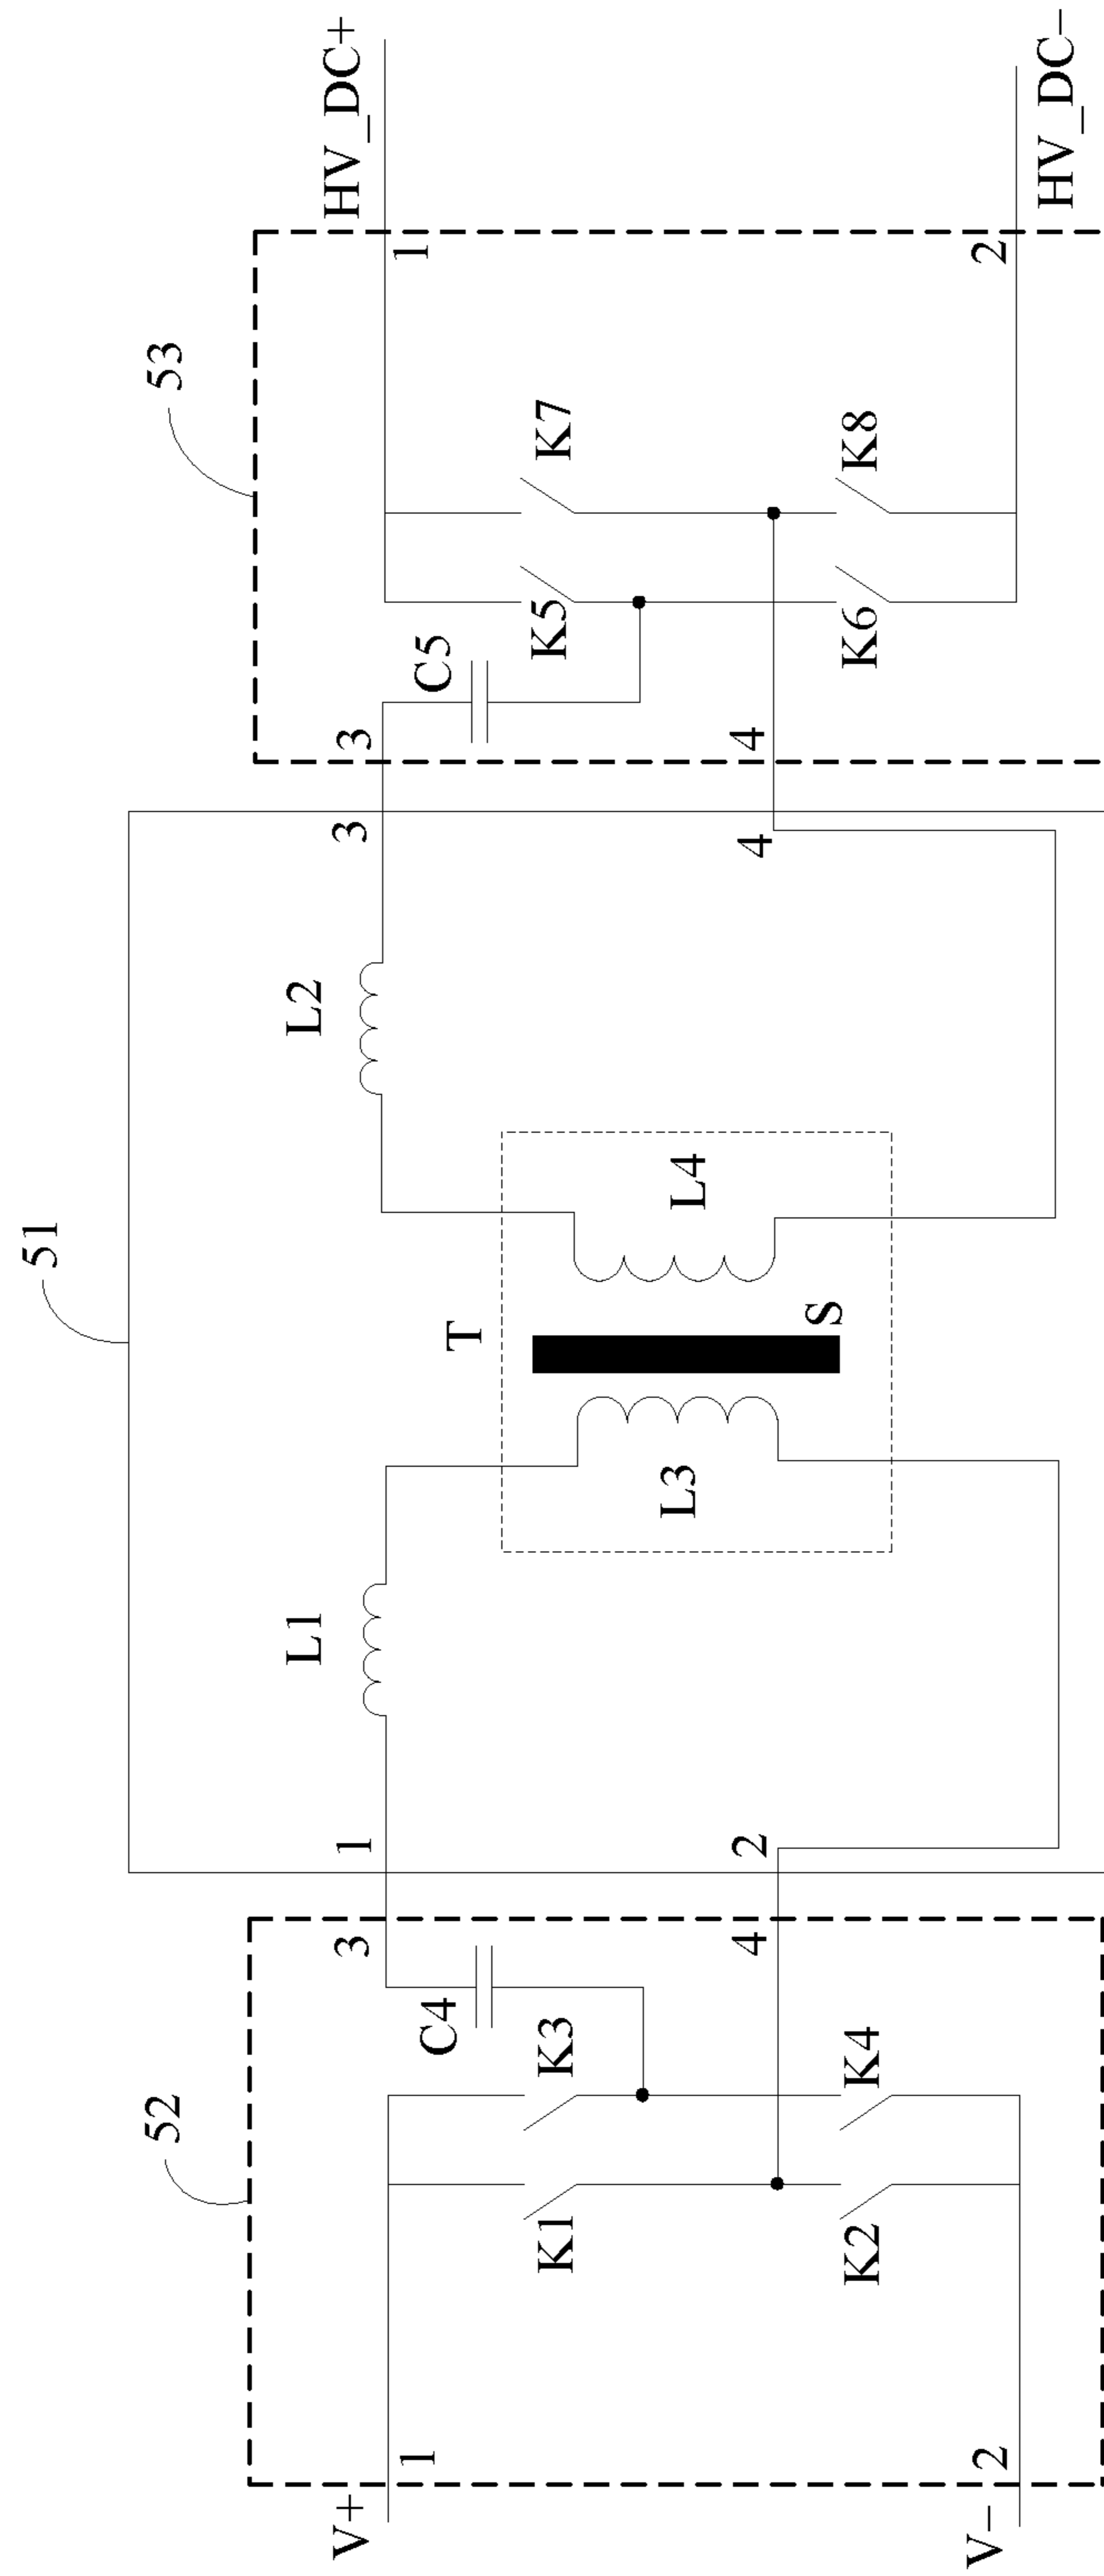 51
52
53
V+
1
V−
2
K1
K3
K2
K4
C4
3
4
1
2
L1
L3
T
S
L4
L2
3
4
3
4
C5
K5
K7
K6
K8
1
HV_DC+
2
HV_DC−